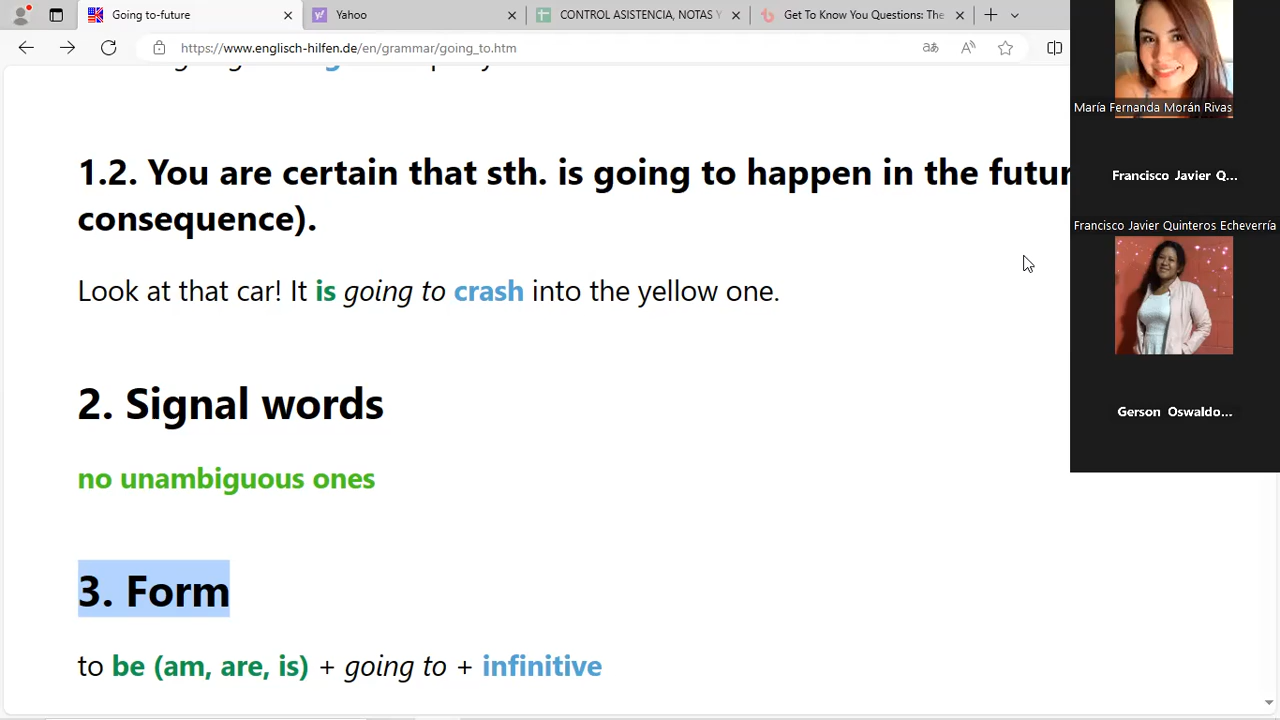 Going to-future
Yahoo
CONTROL ASISTENCIA, NOTAS Y
Get To Know You Questions: The
https://www.englisch-hilfen.de/en/grammar/going_to.htm
María Fernanda Morán Rivas
1.2. You are certain that sth. is going to happen in the futur
consequence).
Francisco Javier Q...
Francisco Javier Quinteros Echeverría
Look at that car! It is going to crash into the yellow one.
2. Signal words
Gerson Oswaldo...
no unambiguous ones
3. Form
to be (am, are, is) + going to + infinitive